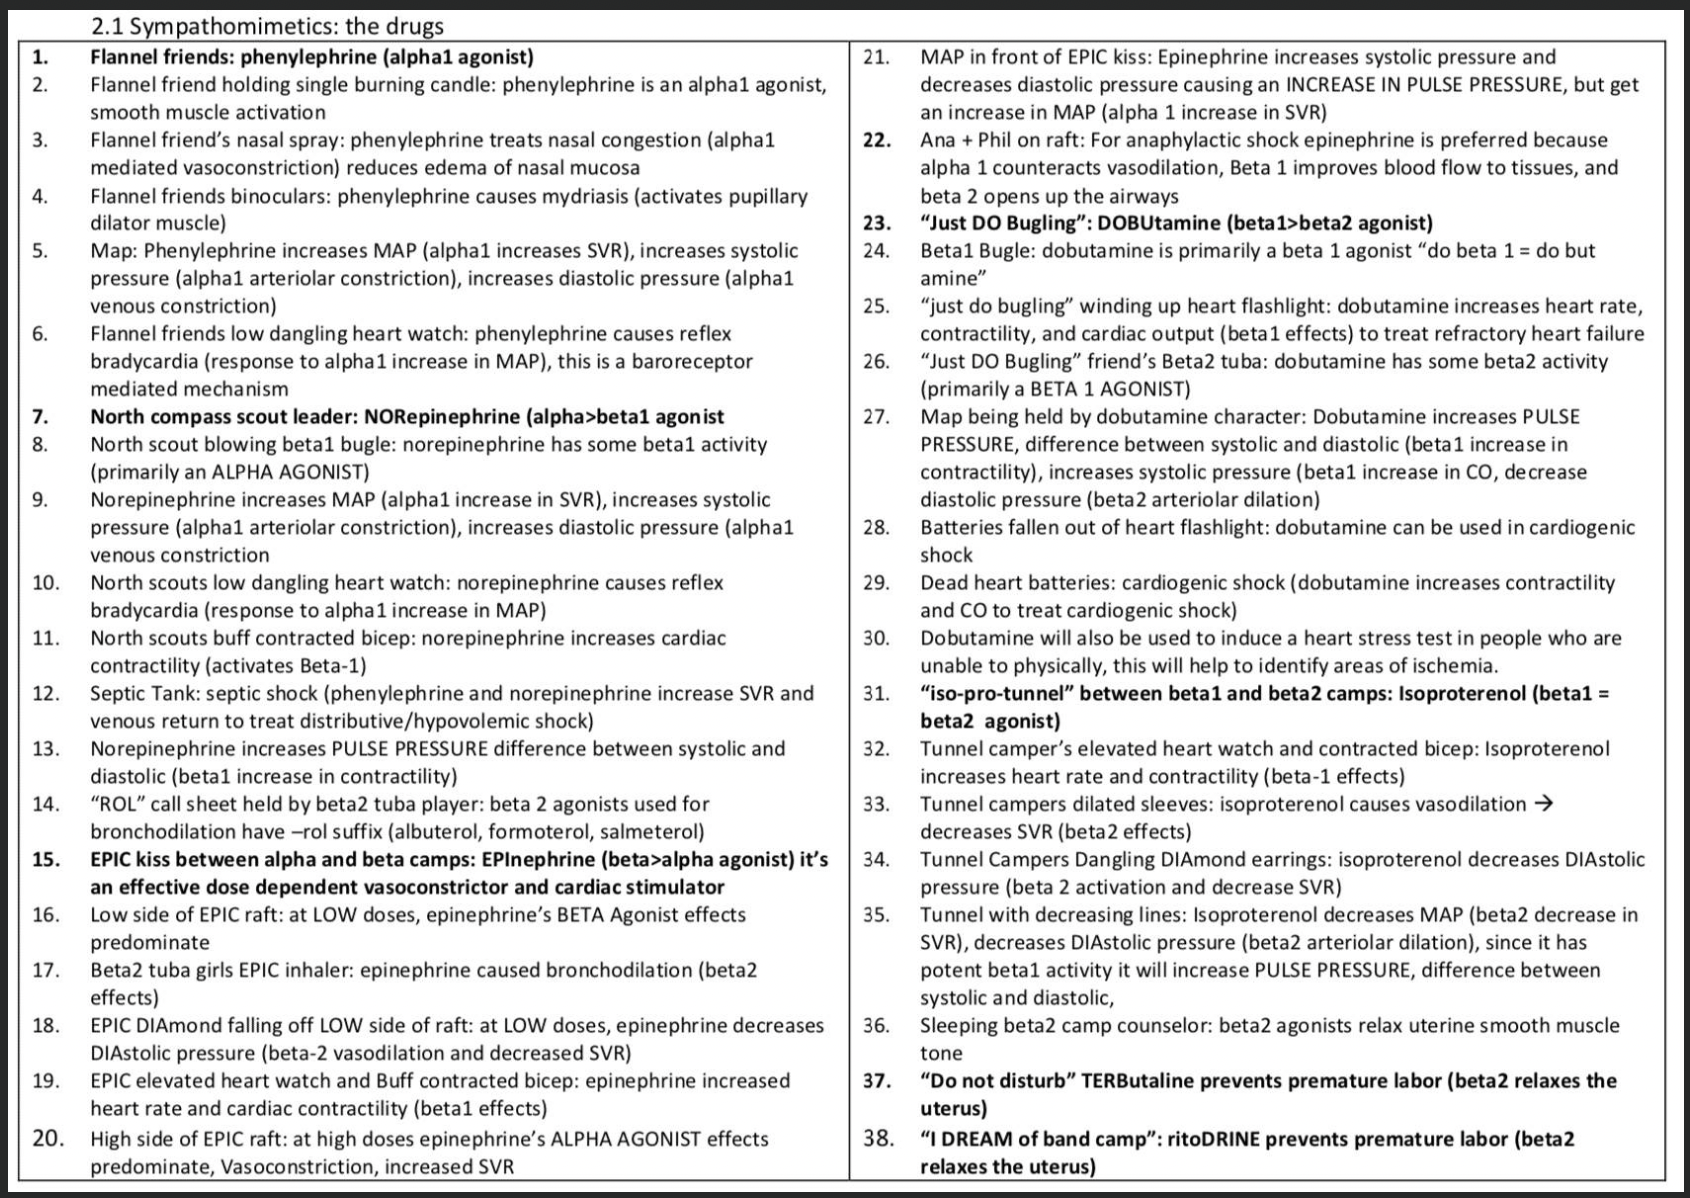 2.1 Sympathomimetics: the drugs
1. Flannel friends: phenylephrine (alpha1 agonist)
2. Flannel friend holding single burning candle: phenylephrine is an alpha1 agonist,
smooth muscle activation
3. Flannel friend's nasal spray: phenylephrine treats nasal congestion (alpha1
mediated vasoconstriction) reduces edema of nasal mucosa
4. Flannel friends binoculars: phenylephrine causes mydriasis (activates pupillary
dilator muscle)
5. Map: Phenylephrine increases MAP (alpha1 increases SVR), increases systolic
pressure (alpha1 arteriolar constriction), increases diastolic pressure (alpha1
venous constriction)
6. Flannel friends low dangling heart watch: phenylephrine causes reflex
bradycardia (response to alpha1 increase in MAP), this is a baroreceptor
mediated mechanism
7. North compass scout leader: NORepinephrine (alpha>beta1 agonist
8. North scout blowing beta1 bugle: norepinephrine has some beta1 activity
(primarily an ALPHA AGONIST)
9. Norepinephrine increases MAP (alpha1 increase in SVR), increases systolic
pressure (alpha1 arteriolar constriction), increases diastolic pressure (alpha1
venous constriction
10. North scouts low dangling heart watch: norepinephrine causes reflex
bradycardia (response to alpha1 increase in MAP)
11. North scouts buff contracted bicep: norepinephrine increases cardiac
contractility (activates Beta-1)
12. Septic Tank: septic shock (phenylephrine and norepinephrine increase SVR and
venous return to treat distributive/hypovolemic shock)
13. Norepinephrine increases PULSE PRESSURE difference between systolic and
diastolic (beta1 increase in contractility)
14. "ROL" call sheet held by beta2 tuba player: beta 2 agonists used for
bronchodilation have –rol suffix (albuterol, formoterol, salmeterol)
15. EPIC kiss between alpha and beta camps: EPInephrine (beta>alpha agonist) it's
an effective dose dependent vasoconstrictor and cardiac stimulator
16. Low side of EPIC raft: at LOW doses, epinephrine's BETA Agonist effects
predominate
17. Beta2 tuba girls EPIC inhaler: epinephrine caused bronchodilation (beta2
effects)
18. EPIC DIAmond falling off LOW side of raft: at LOW doses, epinephrine decreases
DIAstolic pressure (beta-2 vasodilation and decreased SVR)
19. EPIC elevated heart watch and Buff contracted bicep: epinephrine increased
heart rate and cardiac contractility (beta1 effects)
20. High side of EPIC raft: at high doses epinephrine's ALPHA AGONIST effects
predominate, Vasoconstriction, increased SVR
21. MAP in front of EPIC kiss: Epinephrine increases systolic pressure and
decreases diastolic pressure causing an INCREASE IN PULSE PRESSURE, but get
an increase in MAP (alpha 1 increase in SVR)
22. Ana + Phil on raft: For anaphylactic shock epinephrine is preferred because
alpha 1 counteracts vasodilation, Beta 1 improves blood flow to tissues, and
beta 2 opens up the airways
23. "Just DO Bugling": DOBUtamine (beta1>beta2 agonist)
24. Beta1 Bugle: dobutamine is primarily a beta 1 agonist "do beta 1 = do but
amine"
25. "just do bugling" winding up heart flashlight: dobutamine increases heart rate,
contractility, and cardiac output (beta1 effects) to treat refractory heart failure
26. "Just DO Bugling" friend's Beta2 tuba: dobutamine has some beta2 activity
(primarily a BETA 1 AGONIST)
27. Map being held by dobutamine character: Dobutamine increases PULSE
PRESSURE, difference between systolic and diastolic (beta1 increase in
contractility), increases systolic pressure (beta1 increase in CO, decrease
diastolic pressure (beta2 arteriolar dilation)
28. Batteries fallen out of heart flashlight: dobutamine can be used in cardiogenic
shock
29. Dead heart batteries: cardiogenic shock (dobutamine increases contractility
and CO to treat cardiogenic shock)
30. Dobutamine will also be used to induce a heart stress test in people who are
unable to physically, this will help to identify areas of ischemia.
31. "iso-pro-tunnel" between beta1 and beta2 camps: Isoproterenol (beta1 =
beta2 agonist)
32. Tunnel camper's elevated heart watch and contracted bicep: Isoproterenol
increases heart rate and contractility (beta-1 effects)
33. Tunnel campers dilated sleeves: isoproterenol causes vasodilation →
decreases SVR (beta2 effects)
34. Tunnel Campers Dangling DIAmond earrings: isoproterenol decreases DIAstolic
pressure (beta 2 activation and decrease SVR)
35. Tunnel with decreasing lines: Isoproterenol decreases MAP (beta2 decrease in
SVR), decreases DIAstolic pressure (beta2 arteriolar dilation), since it has
potent beta1 activity it will increase PULSE PRESSURE, difference between
systolic and diastolic,
36. Sleeping beta2 camp counselor: beta2 agonists relax uterine smooth muscle
tone
37. "Do not disturb" TERButaline prevents premature labor (beta2 relaxes the
uterus)
38. "I DREAM of band camp": ritoDRINE prevents premature labor (beta2
relaxes the uterus)